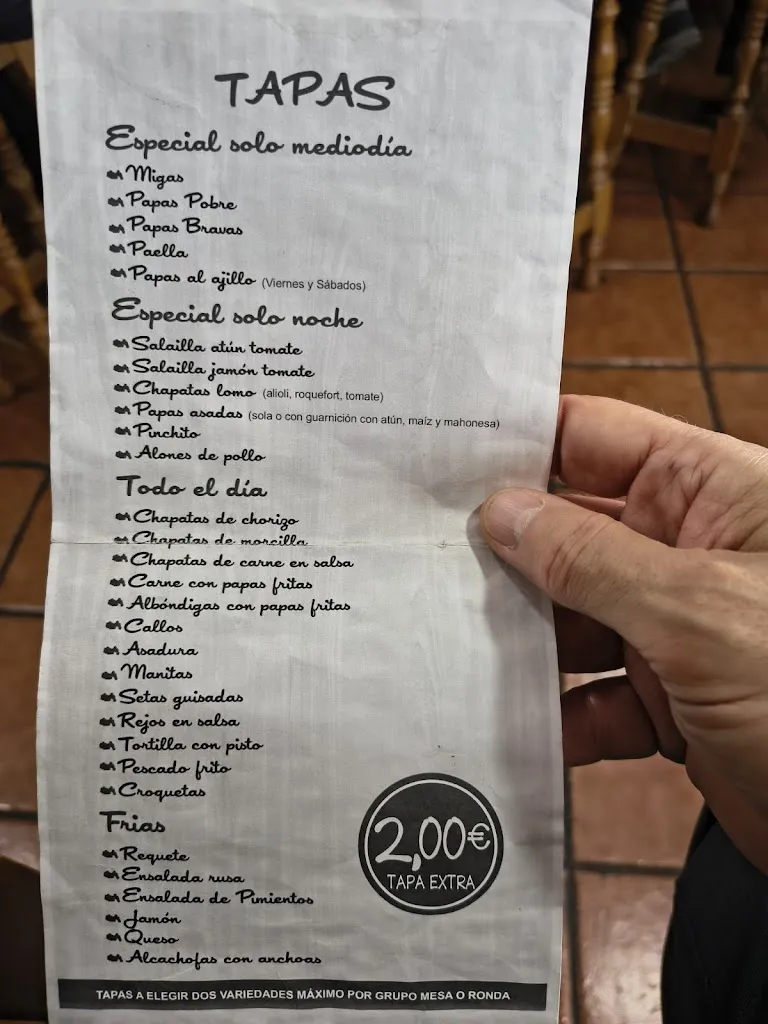 TAPAS
Especial solo mediodía
Migas
Papas Pobre
Papas Bravas
Paella
Papas al ajillo (Viernes y Sábados)
Especial solo noche
Salailla atún tomate
Salailla jamón tomate
Chapatas lomo (alioli, roquefort, tomate)
Papas asadas (sola o con guarnición con atún, maíz y mahonesa)
Pinchito
Alones de pollo
Todo el día
Chapatas de chorizo
Chapatas de morcilla
Chapatas de carne en salsa
Carne con papas fritas
Albóndigas con papas fritas
Callos
Asadura
Manitas
Setas guisadas
Rejos en salsa
Tortilla con pisto
Pescado frito
Croquetas
Frias
Requete
Ensalada rusa
Ensalada de Pimientos
Jamón
Queso
Alcachofas con anchoas
2,00€
TAPA EXTRA
TAPAS A ELEGIR DOS VARIEDADES MÁXIMO POR GRUPO MESA O RONDA